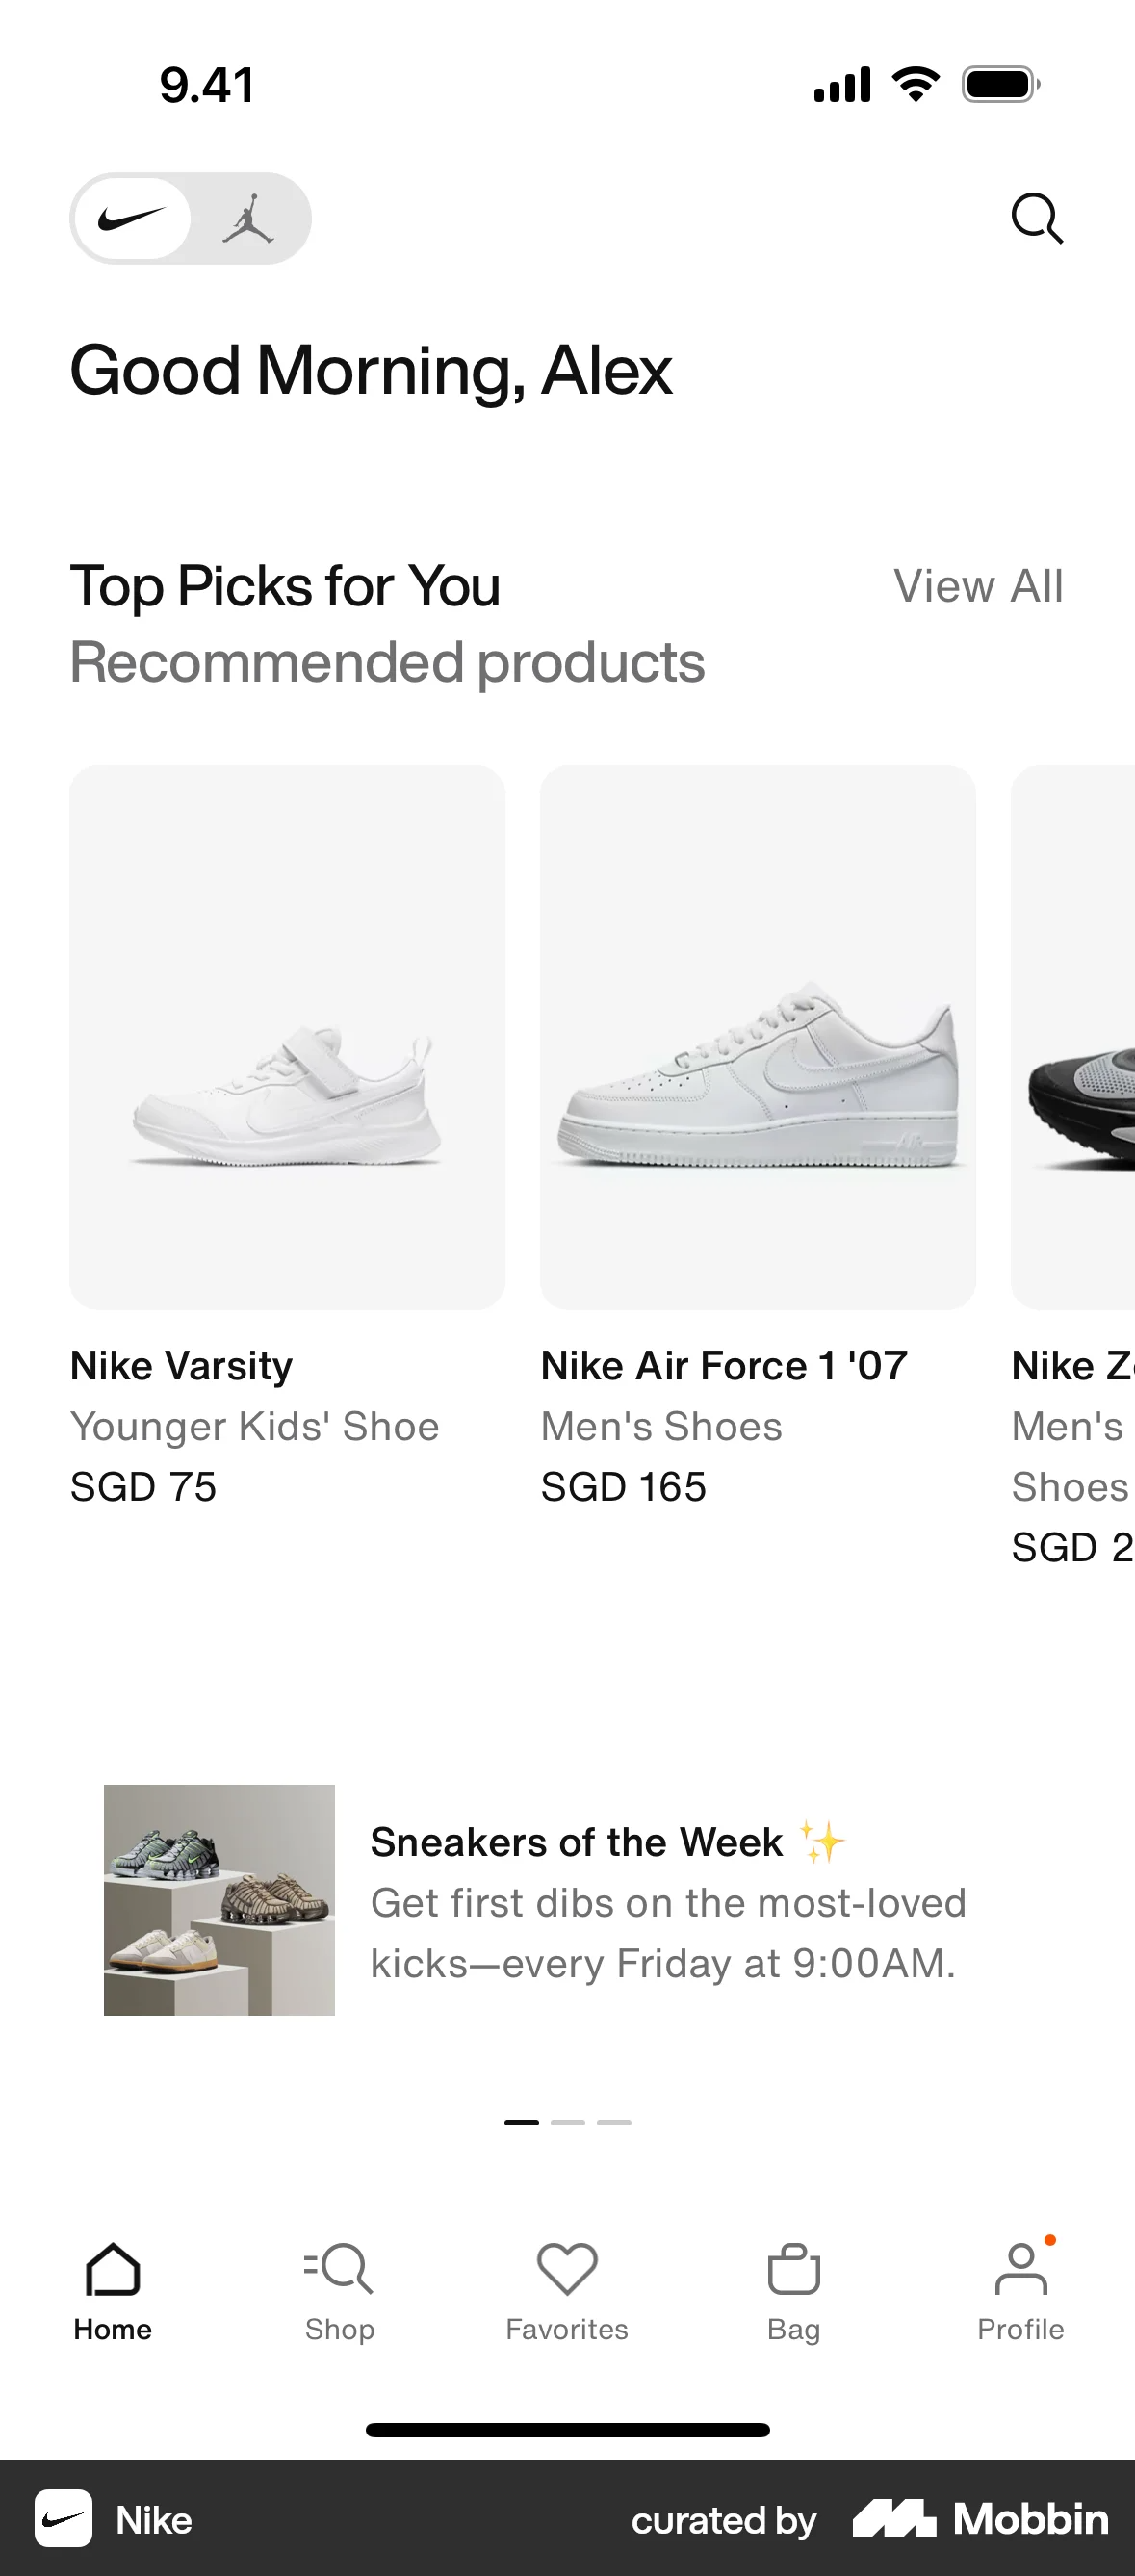 9.41
Good Morning, Alex
Top Picks for You
View All
Recommended products
Nike Varsity
Younger Kids' Shoe
SGD 75
Nike Air Force 1 '07
Men's Shoes
SGD 165
Nike
Men's
Shoes
SGD
Sneakers of the Week ✨
Get first dibs on the most-loved
kicks—every Friday at 9:00AM.
Home
Shop
Favorites
Bag
Profile
Nike
curated by Mobbin